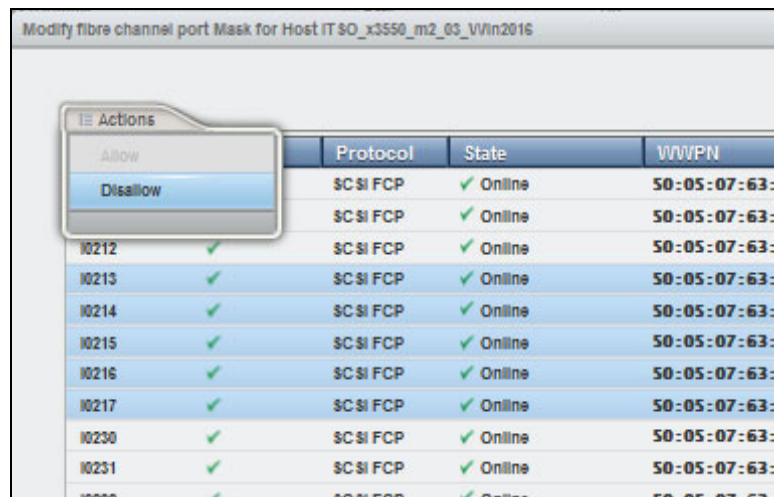 Modify fibre channel port Mask for Host ITSO_x3550_m2_03_Win2016
Actions
Allow
Disallow
Protocol State WWPN
SCSI FCP Online 50:05:07:63:
SCSI FCP Online 50:05:07:63:
I0212 SCSI FCP Online 50:05:07:63:
I0213 SCSI FCP Online 50:05:07:63:
I0214 SCSI FCP Online 50:05:07:63:
I0215 SCSI FCP Online 50:05:07:63:
I0216 SCSI FCP Online 50:05:07:63:
I0217 SCSI FCP Online 50:05:07:63:
I0230 SCSI FCP Online 50:05:07:63:
I0231 SCSI FCP Online 50:05:07:63: